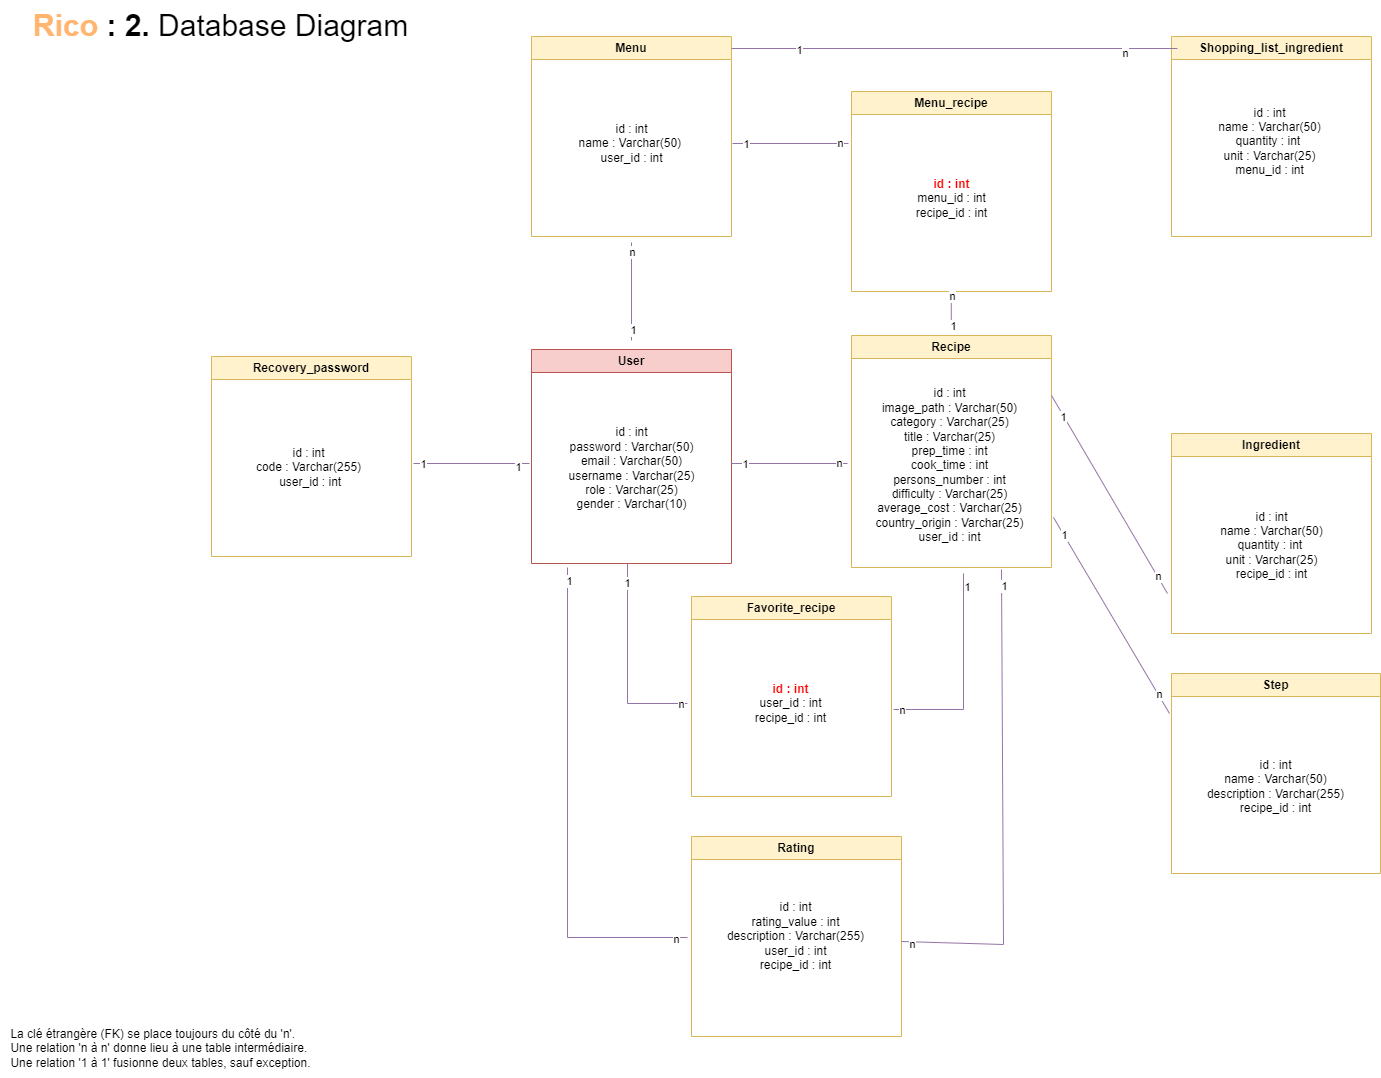 Rico : 2. Database Diagram
Menu
id : int
name : Varchar(50)
user_id : int
1
n
Shopping_list_ingredient
id : int
name : Varchar(50)
quantity : int
unit : Varchar(25)
menu_id : int
1
n
Menu_recipe
id : int
menu_id : int
recipe_id : int
n
1
n
1
Recovery_password
id : int
code : Varchar(255)
user_id : int
1
1
User
id : int
password : Varchar(50)
email : Varchar(50)
username : Varchar(25)
role : Varchar(25)
gender : Varchar(10)
1
n
Recipe
id : int
image_path : Varchar(50)
category : Varchar(25)
title : Varchar(25)
prep_time : int
cook_time : int
persons_number : int
difficulty : Varchar(25)
average_cost : Varchar(25)
country_origin : Varchar(25)
user_id : int
1
n
Ingredient
id : int
name : Varchar(50)
quantity : int
unit : Varchar(25)
recipe_id : int
1
n
Step
id : int
name : Varchar(50)
description : Varchar(255)
recipe_id : int
1
1
1
1
Favorite_recipe
id : int
user_id : int
recipe_id : int
n
n
Rating
id : int
rating_value : int
description : Varchar(255)
user_id : int
recipe_id : int
n
n
La clé étrangère (FK) se place toujours du côté du 'n'.
Une relation 'n à n' donne lieu à une table intermédiaire.
Une relation '1 à 1' fusionne deux tables, sauf exception.